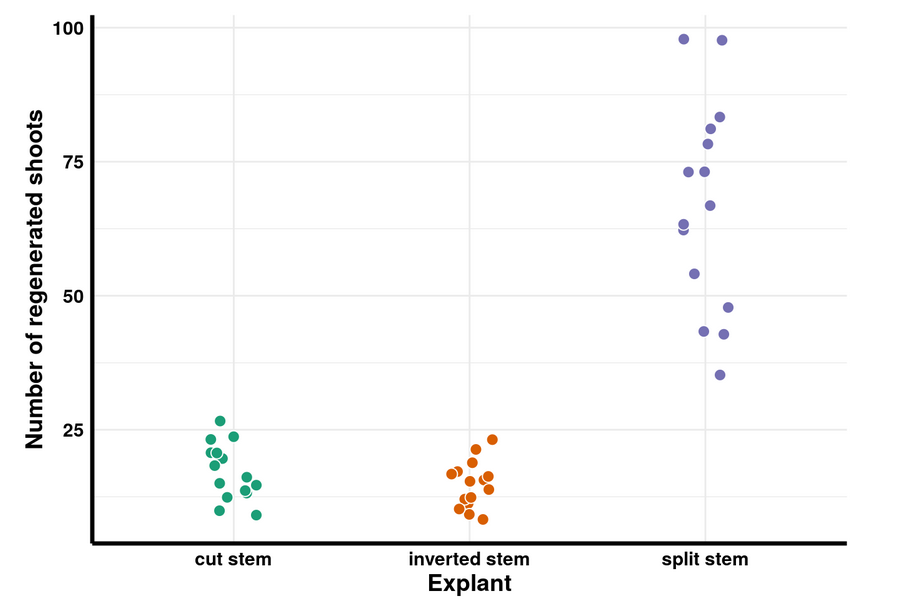 100
75
50
25
Number of regenerated shoots
cut stem inverted stem split stem
Explant